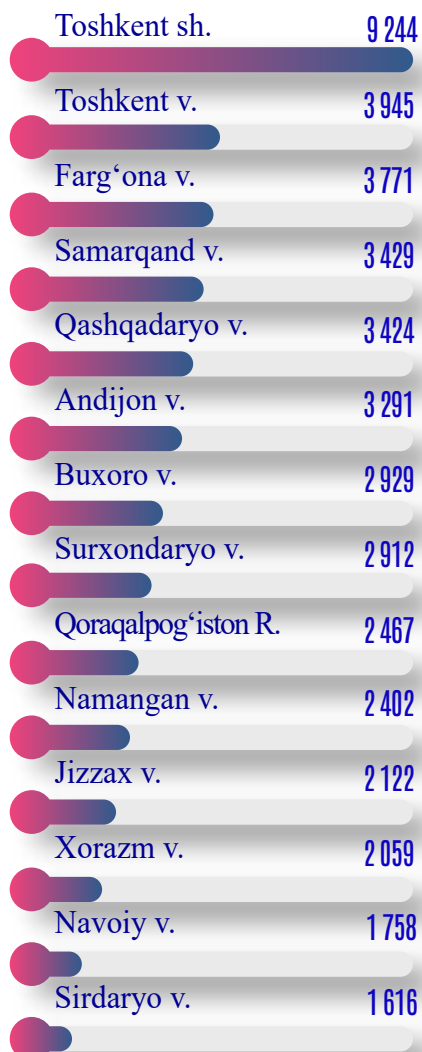 Toshkent sh. 9 244
Toshkent v. 3 945
Farg‘ona v. 3 771
Samarqand v. 3 429
Qashqadaryo v. 3 424
Andijon v. 3 291
Buxoro v. 2 929
Surxondaryo v. 2 912
Qoraqalpog‘iston R. 2 467
Namangan v. 2 402
Jizzax v. 2 122
Xorazm v. 2 059
Navoiy v. 1 758
Sirdaryo v. 1 616